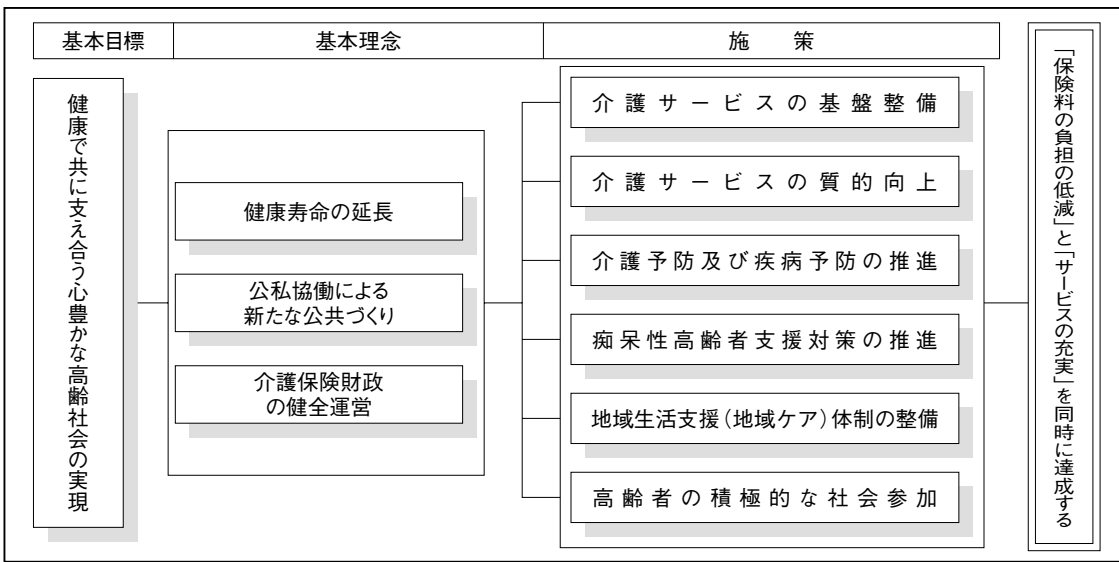 基本目標
基本理念
施　策
健康で共に支え合う心豊かな高齢社会の実現
健康寿命の延長
公私協働による
新たな公共づくり
介護保険財政
の健全運営
介護サービスの基盤整備
介護サービスの質的向上
介護予防及び疾病予防の推進
痴呆性高齢者支援対策の推進
地域生活支援（地域ケア）体制の整備
高齢者の積極的な社会参加
「保険料の負担の低減」と「サービスの充実」を同時に達成する